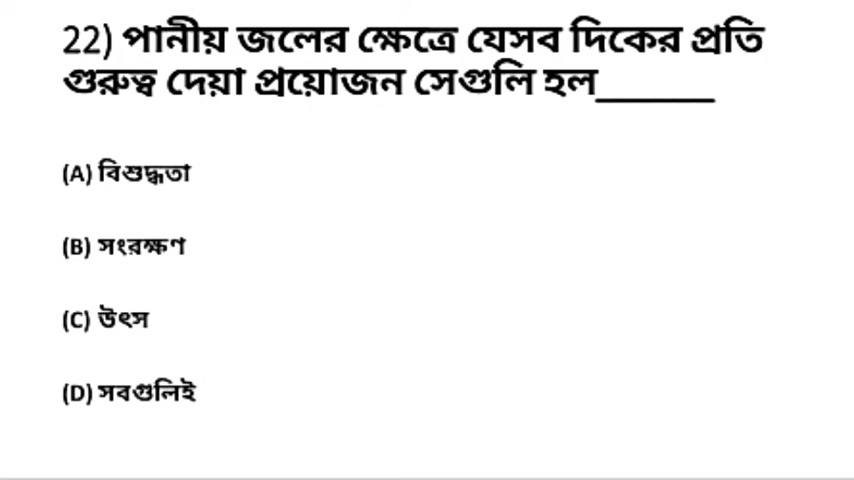 22) পানীয় জলের ক্ষেত্রে যেসব দিকের প্রতি
গুরুত্ব দেয়া প্রয়োজন সেগুলি হল______
(A) বিশুদ্ধতা
(B) সংরক্ষণ
(C) উৎস
(D) সবগুলিই